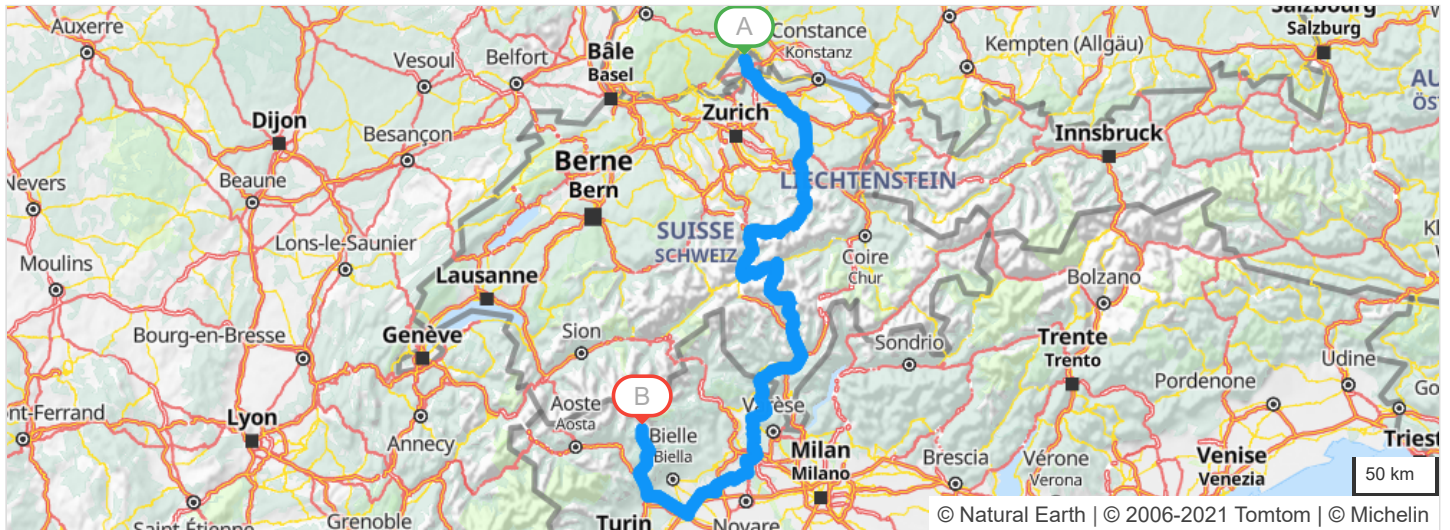 Auxerre
Vesoul
Belfort
Bâle
Basel
A
Constance
Konstanz
Kempten (Allgäu)
Salzbourg
Salzburg
Dijon
Besançon
Zurich
Innsbruck
Nevers
Beaune
Berne
Bern
LIECHTENSTEIN
Lons-le-Saunier
SUISSE
SCHWEIZ
Moulins
Lausanne
Coire
Chur
Bolzano
Bourg-en-Bresse
Genève
Sion
Sondrio
Trente
Trento
Udine
Pordenone
B
Aoste
Aosta
Varèse
Lyon
Annecy
Bielle
Biella
Milan
Milano
Brescia
Vérone
Verona
Venise
Venezia
50 km
Grenoble
Turin
Novare
© Natural Earth | © 2006-2021 Tomtom | © Michelin